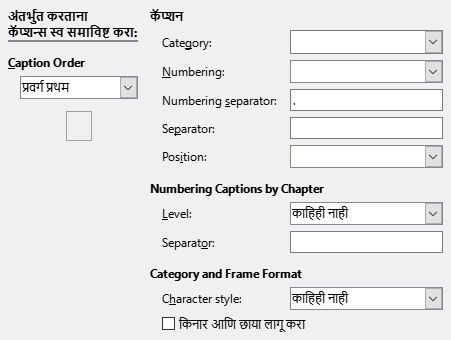 अंतर्भुत करताना
कॅप्शन्स स्व समाविष्ट करा:
Caption Order
प्रवर्ग प्रथम
कॅप्शन
Category:
Numbering:
Numbering separator: .
Separator:
Position:
Numbering Captions by Chapter
Level: काहिही नाही
Separator:
Category and Frame Format
Character style: काहिही नाही
किनार आणि छाया लागू करा